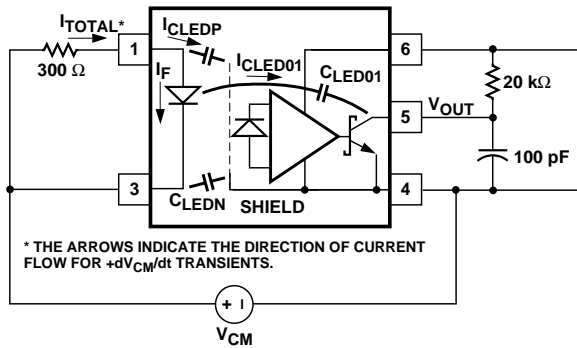 I_TOTAL*
300 Ω
1
I_CLEDP
I_F
I_CLED01
C_LED01
6
20 kΩ
5
V_OUT
100 pF
3
C_LEDN
SHIELD
4
* THE ARROWS INDICATE THE DIRECTION OF CURRENT
FLOW FOR +dV_CM/dt TRANSIENTS.
+ –
V_CM